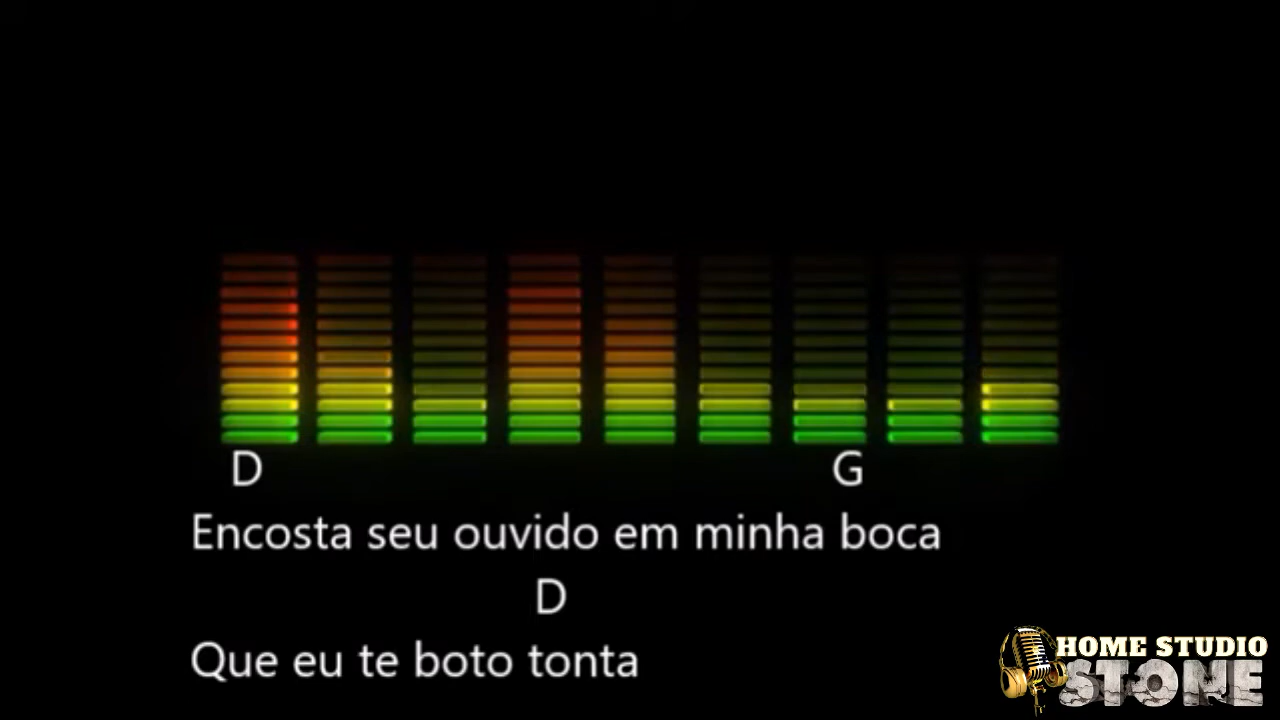 D G
Encosta seu ouvido em minha boca
D
Que eu te boto tonta
HOME STUDIO
STONE